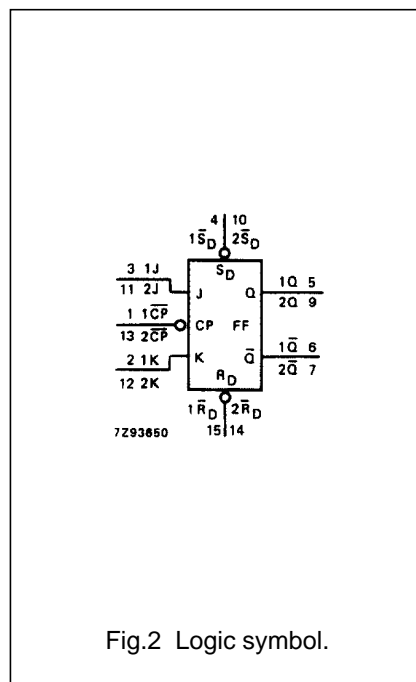 4 10
1S̅D 2S̅D
3 1J
11 2J
1 1C̅P̅
13 2C̅P̅
2 1K
12 2K
SD
J Q
CP FF
K Q̅
RD
1Q 5
2Q 9
1Q̅ 6
2Q̅ 7
1R̅D 2R̅D
15 14
7Z93650
Fig.2 Logic symbol.